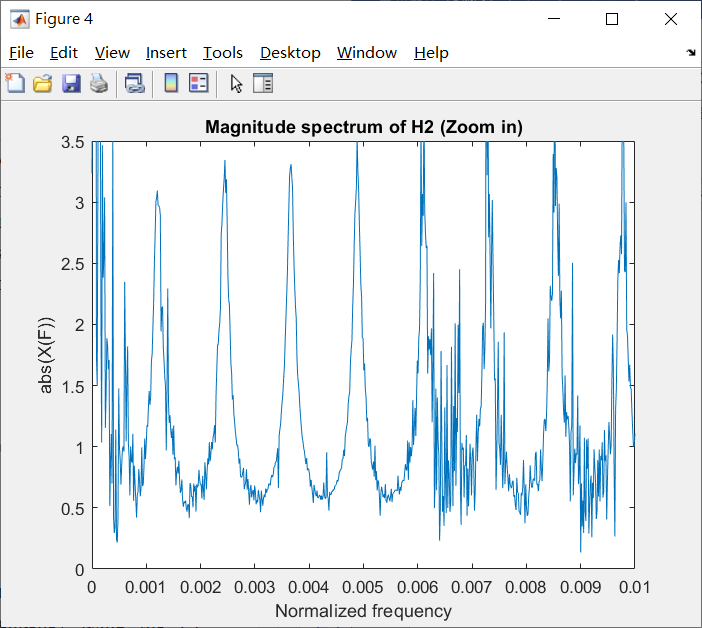 Figure 4
File Edit View Insert Tools Desktop Window Help
Magnitude spectrum of H2 (Zoom in)
3.5
3
2.5
2
1.5
1
0.5
0
abs(X(F))
0 0.001 0.002 0.003 0.004 0.005 0.006 0.007 0.008 0.009 0.01
Normalized frequency